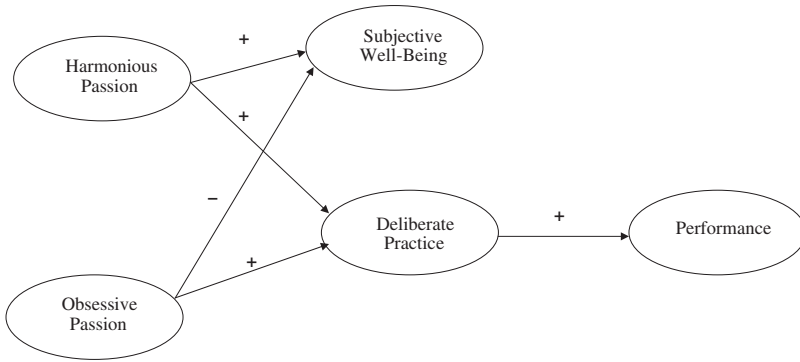 Subjective
Well-Being
+
Harmonious
Passion
+
−
Deliberate
Practice
+
Performance
+
Obsessive
Passion